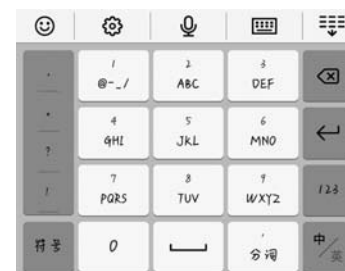 1 2 3
@-_/ ABC DEF
4 5 6
GHI JKL MNO
?
7 8 9
! PQRS TUV WXYZ 123
符号 0 分词 中/英